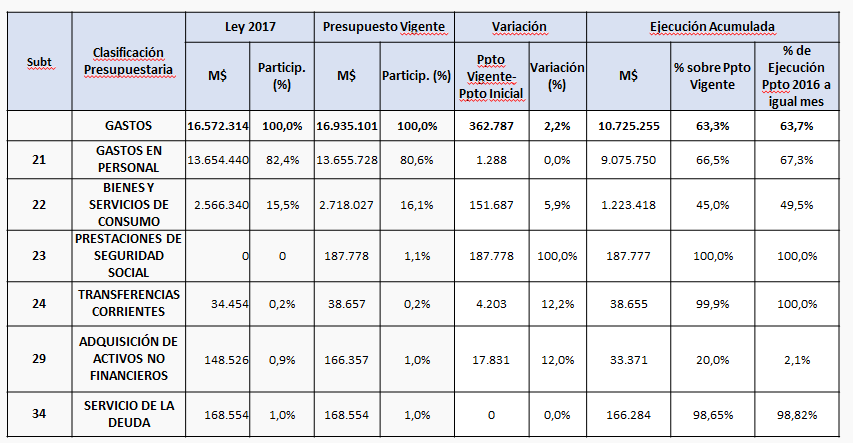 Subt Clasificación Presupuestaria Ley 2017 Presupuesto Vigente Variación Ejecución Acumulada
M$ Particip. (%) M$ Particip. (%) Ppto Vigente-Ppto Inicial Variación (%) M$ % sobre Ppto Vigente % de Ejecución Ppto 2016 a igual mes
GASTOS 16.572.314 100,0% 16.935.101 100,0% 362.787 2,2% 10.725.255 63,3% 63,7%
21 GASTOS EN PERSONAL 13.654.440 82,4% 13.655.728 80,6% 1.288 0,0% 9.075.750 66,5% 67,3%
22 BIENES Y SERVICIOS DE CONSUMO 2.566.340 15,5% 2.718.027 16,1% 151.687 5,9% 1.223.418 45,0% 49,5%
23 PRESTACIONES DE SEGURIDAD SOCIAL 0 0 187.778 1,1% 187.778 100,0% 187.777 100,0% 100,0%
24 TRANSFERENCIAS CORRIENTES 34.454 0,2% 38.657 0,2% 4.203 12,2% 38.655 99,9% 100,0%
29 ADQUISICIÓN DE ACTIVOS NO FINANCIEROS 148.526 0,9% 166.357 1,0% 17.831 12,0% 33.371 20,0% 2,1%
34 SERVICIO DE LA DEUDA 168.554 1,0% 168.554 1,0% 0 0,0% 166.284 98,65% 98,82%